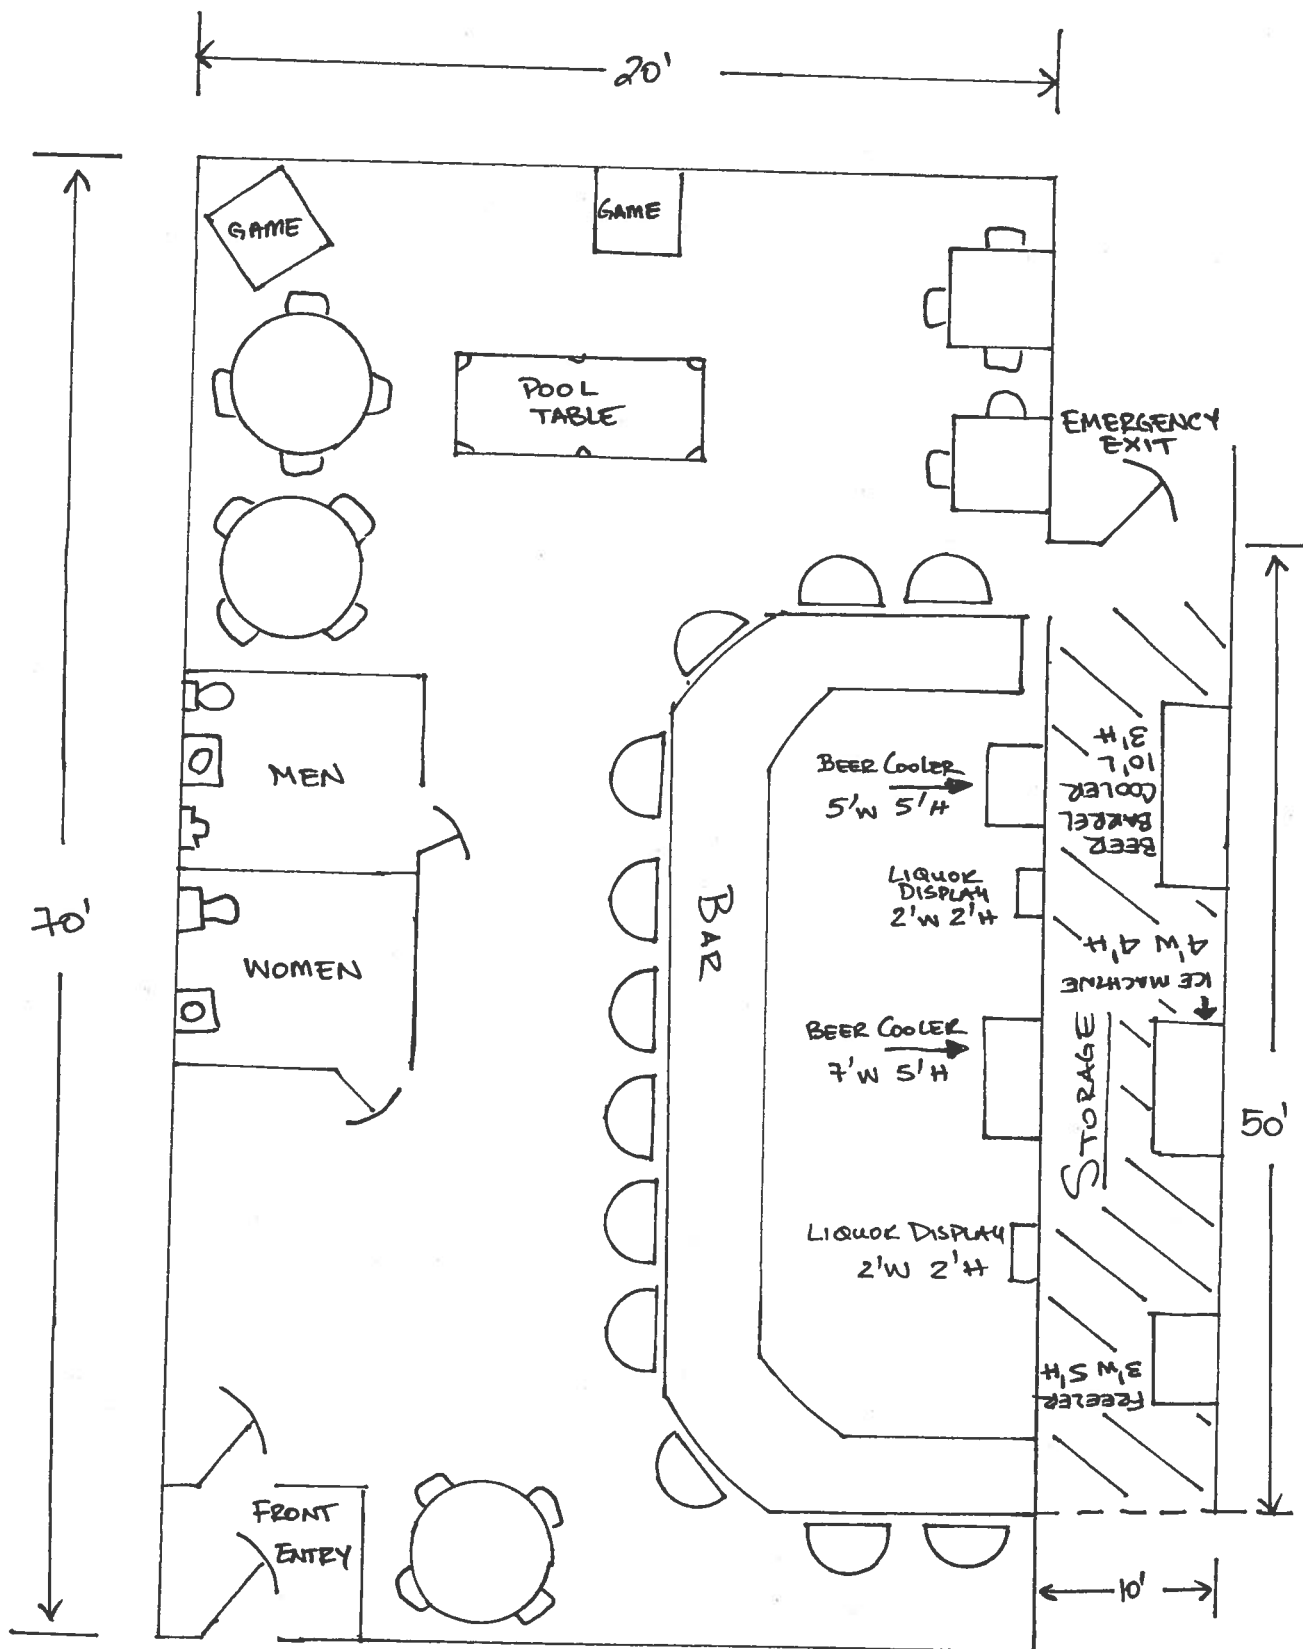 20'
GAME
GAME
POOL
TABLE
EMERGENCY
EXIT
MEN
WOMEN
70'
BAR
BEER COOLER
5'W 5'H
LIQUOR
DISPLAY
2'W 2'H
BEER COOLER
7'W 5'H
LIQUOR DISPLAY
2'W 2'H
BEER
BARREL
COOLER
10'L
3'H
ICE MACHINE
4'W 4'H
STORAGE
50'
FREEZER
3'W 5'H
FRONT
ENTRY
10'